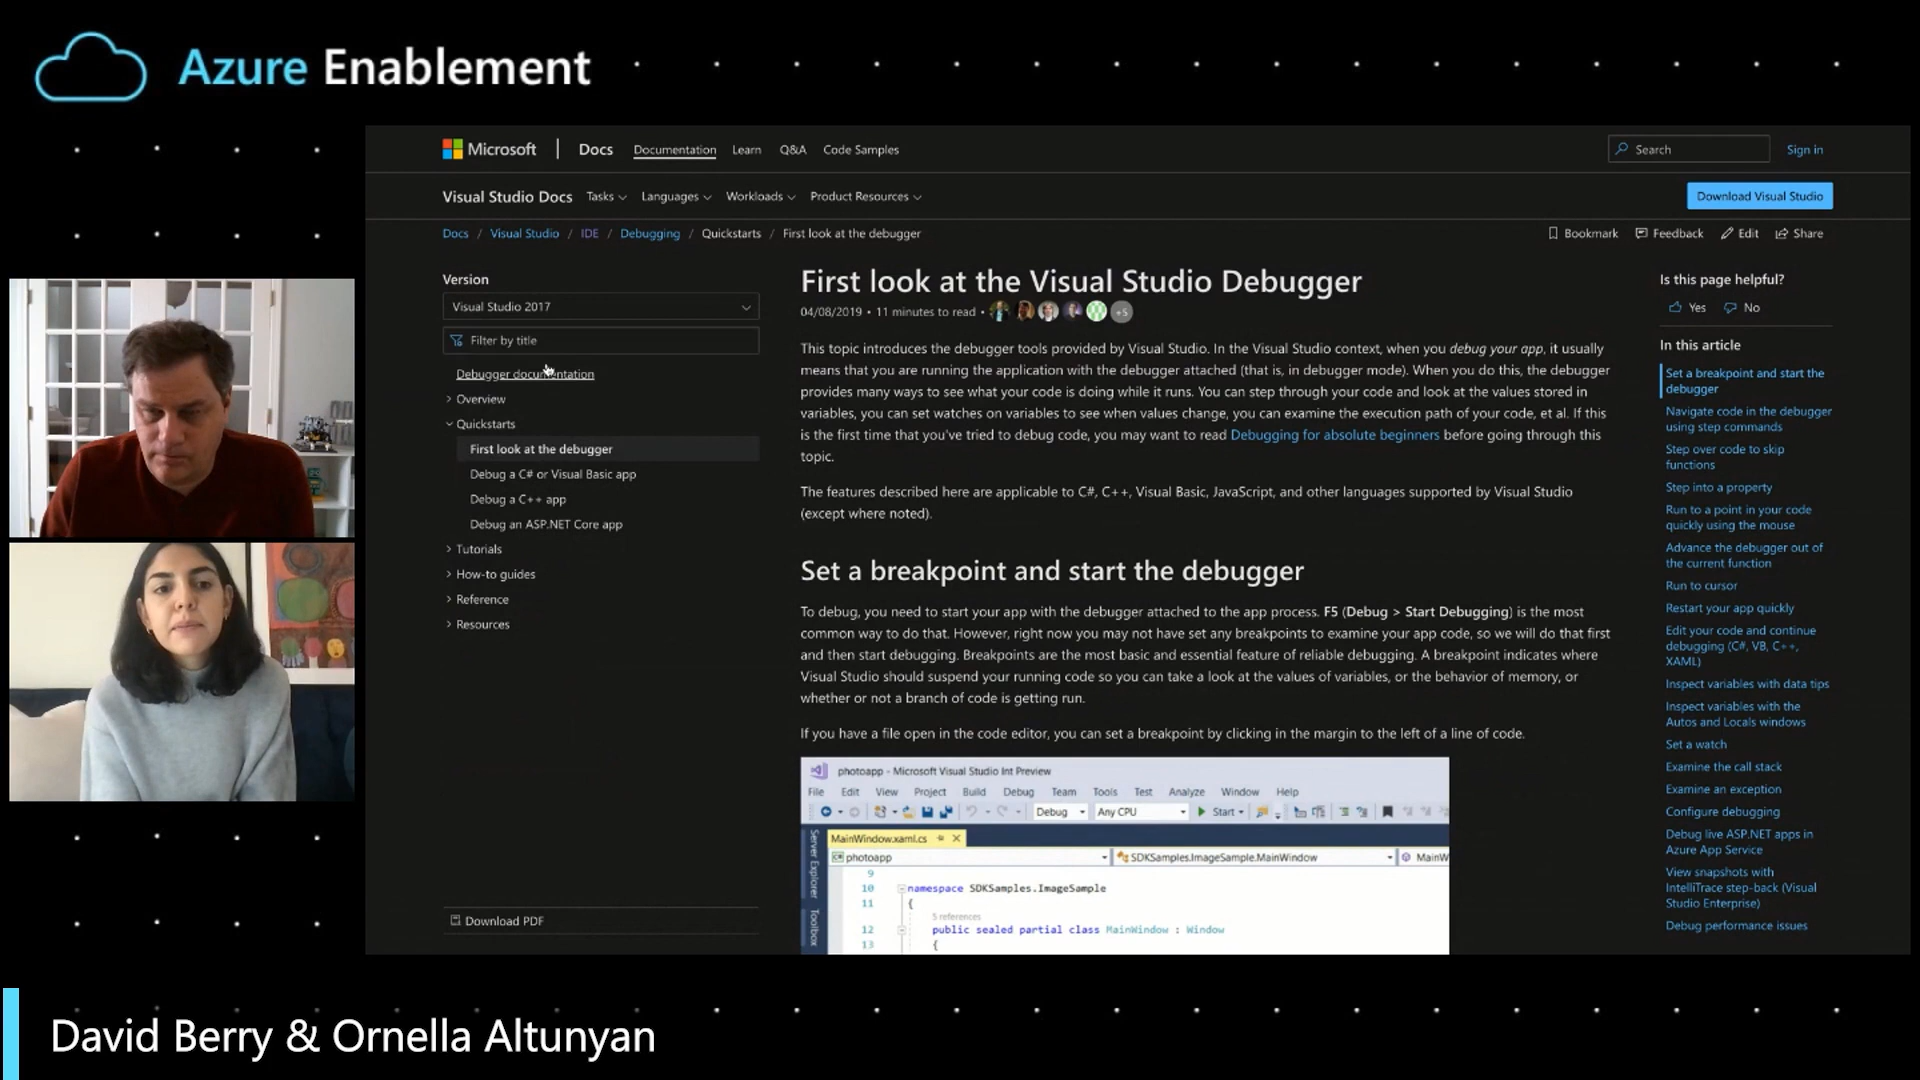 Azure Enablement
Microsoft Docs Documentation Learn Q&A Code Samples Search Sign in
Visual Studio Docs Tasks Languages Workloads Product Resources Download Visual Studio
Docs / Visual Studio / IDE / Debugging / Quickstarts / First look at the debugger
Bookmark Feedback Edit Share
Version
Visual Studio 2017
Filter by title
Debugger documentation
Overview
Quickstarts
First look at the debugger
Debug a C# or Visual Basic app
Debug a C++ app
Debug an ASP.NET Core app
Tutorials
How-to guides
Reference
Resources
Download PDF
First look at the Visual Studio Debugger
04/08/2019 • 11 minutes to read • +5
This topic introduces the debugger tools provided by Visual Studio. In the Visual Studio context, when you debug your app, it usually
means that you are running the application with the debugger attached (that is, in debugger mode). When you do this, the debugger
provides many ways to see what your code is doing while it runs. You can step through your code and look at the values stored in
variables, you can set watches on variables to see when values change, you can examine the execution path of your code, et al. If this
is the first time that you've tried to debug code, you may want to read Debugging for absolute beginners before going through this
topic.
The features described here are applicable to C#, C++, Visual Basic, JavaScript, and other languages supported by Visual Studio
(except where noted).
Set a breakpoint and start the debugger
To debug, you need to start your app with the debugger attached to the app process. F5 (Debug > Start Debugging) is the most
common way to do that. However, right now you may not have set any breakpoints to examine your app code, so we will do that first
and then start debugging. Breakpoints are the most basic and essential feature of reliable debugging. A breakpoint indicates where
Visual Studio should suspend your running code so you can take a look at the values of variables, or the behavior of memory, or
whether or not a branch of code is getting run.
If you have a file open in the code editor, you can set a breakpoint by clicking in the margin to the left of a line of code.
photoapp - Microsoft Visual Studio Int Preview
File Edit View Project Build Debug Team Tools Test Analyze Window Help
Debug Any CPU Start
Server Explorer
Toolbox
MainWindow.xaml.cs
photoapp SDKSamples.ImageSample.MainWindow MainW
9
10 namespace SDKSamples.ImageSample
11 {
5 references
12 public sealed partial class MainWindow : Window
13 {
Is this page helpful?
Yes No
In this article
Set a breakpoint and start the
debugger
Navigate code in the debugger
using step commands
Step over code to skip
functions
Step into a property
Run to a point in your code
quickly using the mouse
Advance the debugger out of
the current function
Run to cursor
Restart your app quickly
Edit your code and continue
debugging (C#, VB, C++,
XAML)
Inspect variables with data tips
Inspect variables with the
Autos and Locals windows
Set a watch
Examine the call stack
Examine an exception
Configure debugging
Debug live ASP.NET apps in
Azure App Service
View snapshots with
IntelliTrace step-back (Visual
Studio Enterprise)
Debug performance issues
David Berry & Ornella Altunyan